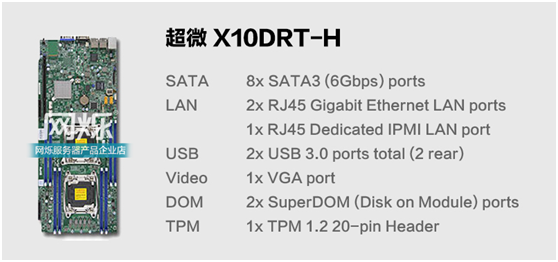 超微 X10DRT-H
SATA 8x SATA3 (6Gbps) ports
LAN 2x RJ45 Gigabit Ethernet LAN ports
1x RJ45 Dedicated IPMI LAN port
USB 2x USB 3.0 ports total (2 rear)
Video 1x VGA port
DOM 2x SuperDOM (Disk on Module) ports
TPM 1x TPM 1.2 20-pin Header
网烁
网烁服务器产品企业店